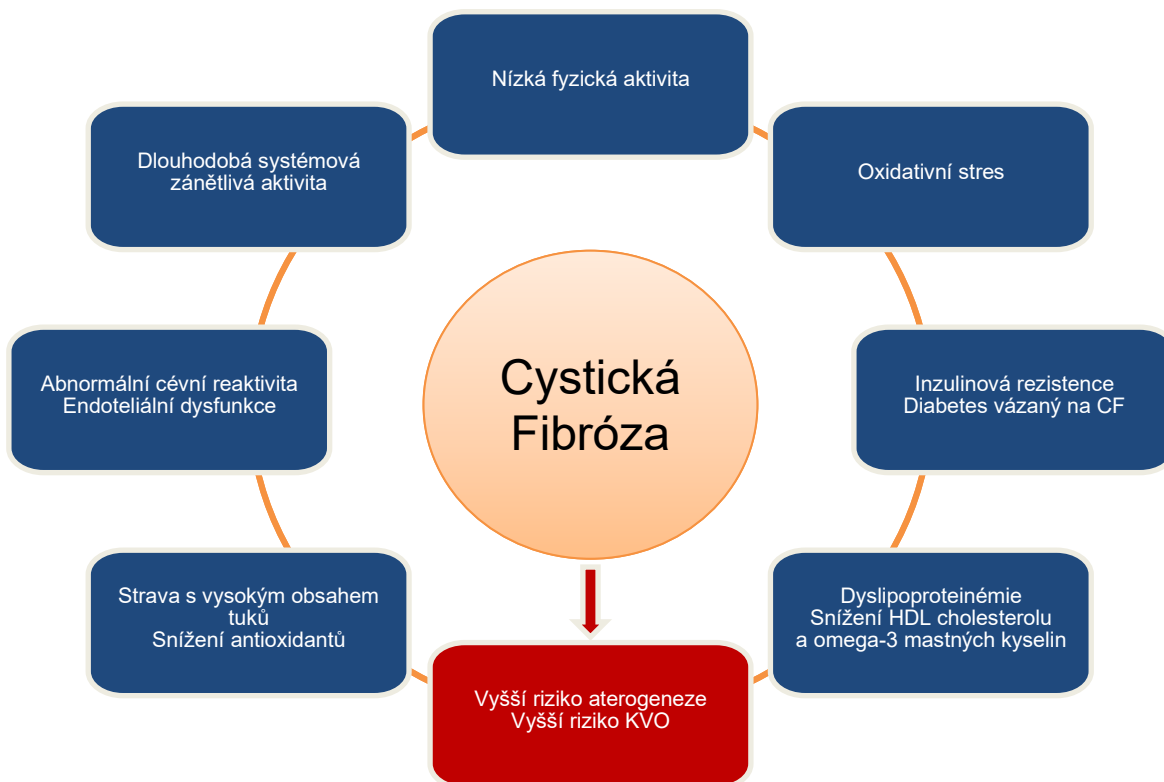 Nízká fyzická aktivita
Dlouhodobá systémová
zánětlivá aktivita
Oxidativní stres
Abnormální cévní reaktivita
Endoteliální dysfunkce
Cystická
Fibróza
Inzulinová rezistence
Diabetes vázaný na CF
Strava s vysokým obsahem
tuků
Snížení antioxidantů
Dyslipoproteinémie
Snížení HDL cholesterolu
a omega-3 mastných kyselin
Vyšší riziko aterogeneze
Vyšší riziko KVO